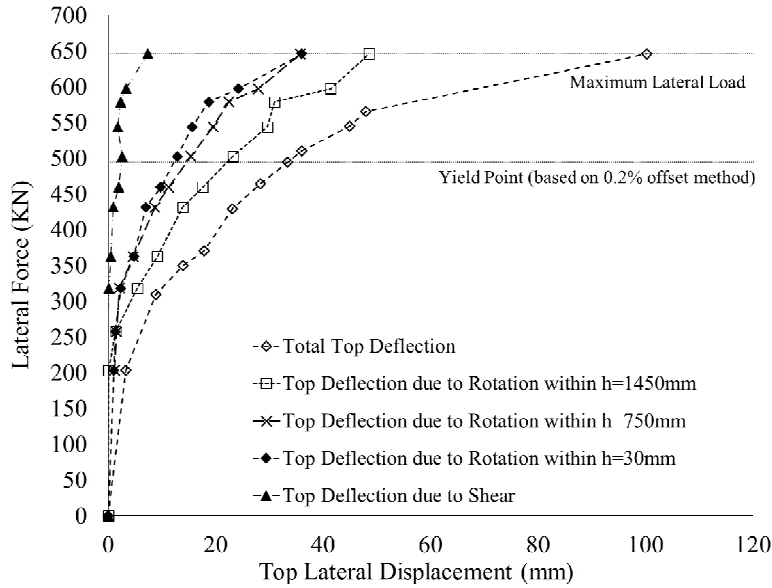 700
650
600
550
500
450
400
350
300
250
200
150
100
50
0
Lateral Force (KN)
Maximum Lateral Load
Yield Point (based on 0.2% offset method)
Total Top Deflection
Top Deflection due to Rotation within h=1450mm
Top Deflection due to Rotation within h 750mm
Top Deflection due to Rotation within h=30mm
Top Deflection due to Shear
0 20 40 60 80 100 120
Top Lateral Displacement (mm)